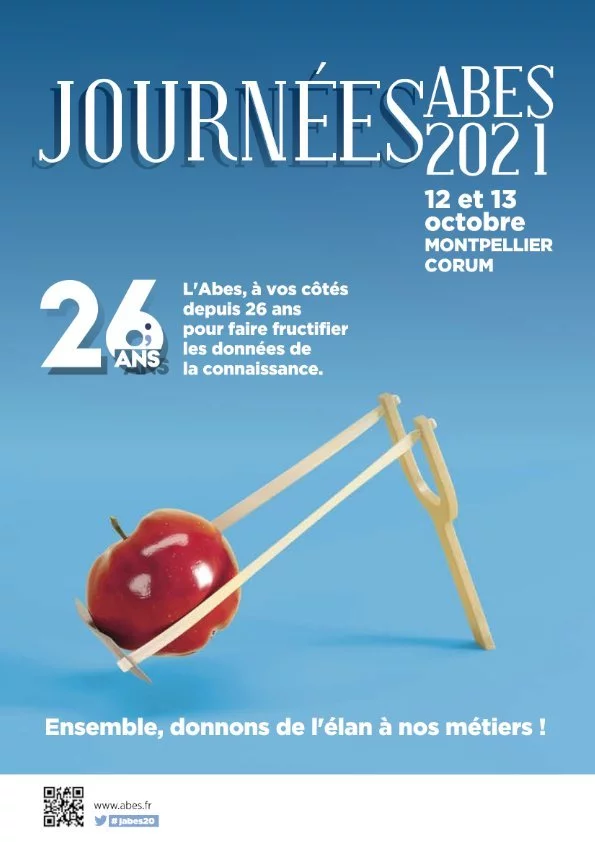 JOURNÉES ABES
2021
12 et 13
octobre
MONTPELLIER
CORUM
26
ANS
L'Abes, à vos côtés
depuis 26 ans
pour faire fructifier
les données de
la connaissance.
Ensemble, donnons de l'élan à nos métiers !
www.abes.fr
#jabes20